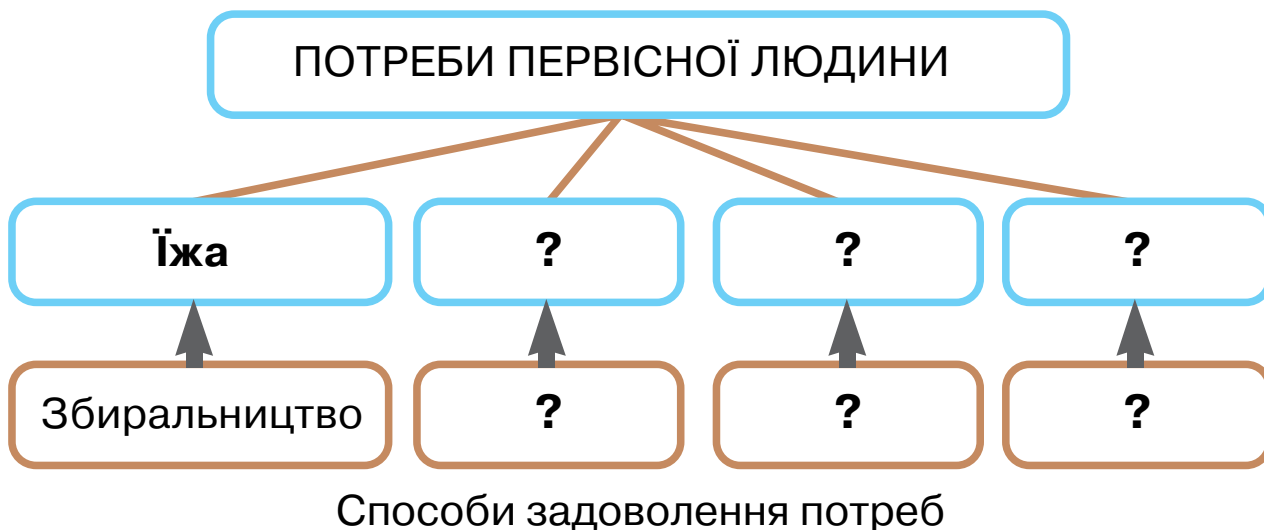 ПОТРЕБИ ПЕРВІСНОЇ ЛЮДИНИ
Їжа ? ? ?
Збиральництво ? ? ?
Способи задоволення потреб